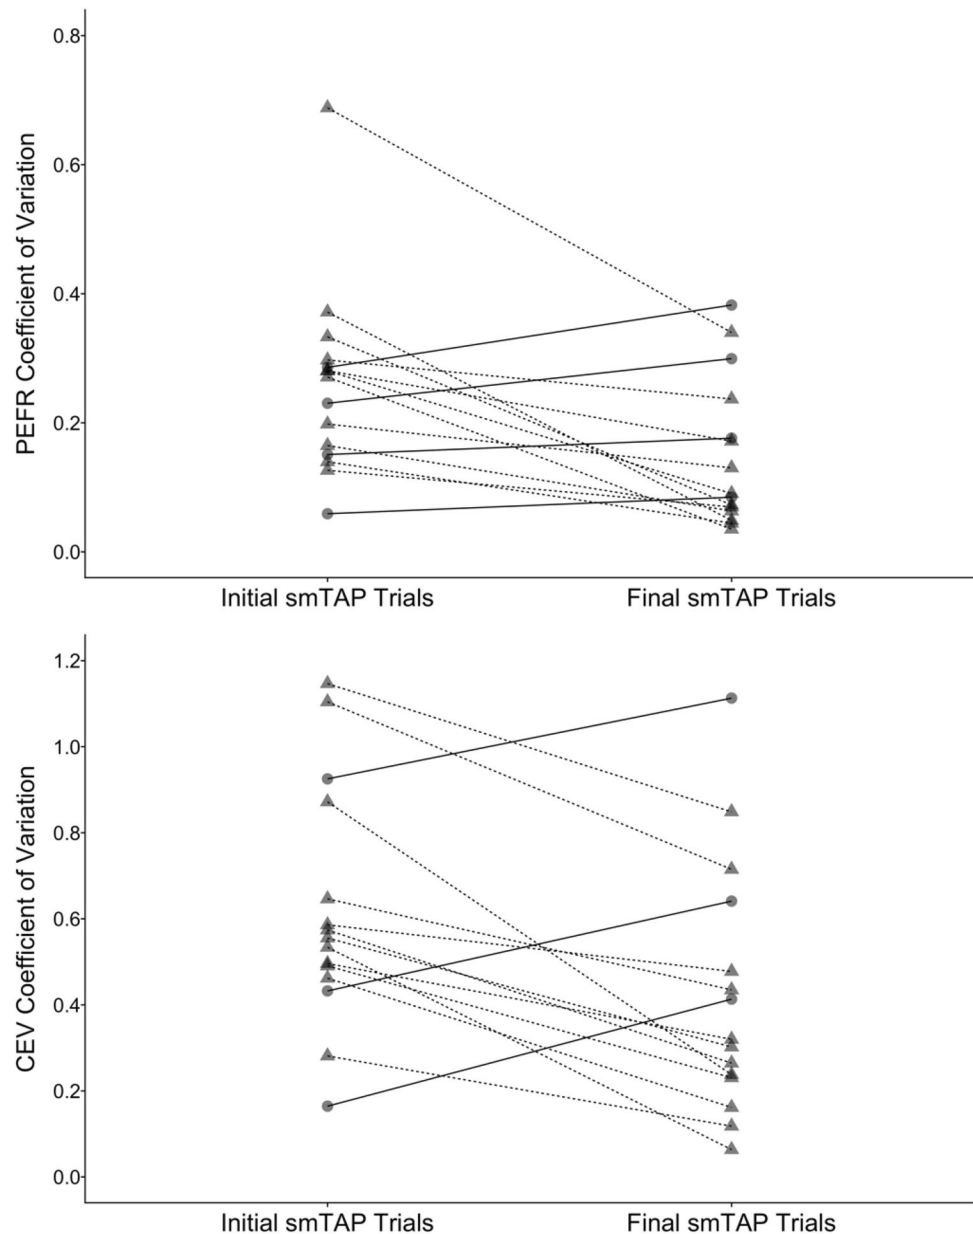 PEFR Coefficient of Variation
0.8
0.6
0.4
0.2
0.0
Initial smTAP Trials
Final smTAP Trials
CEV Coefficient of Variation
1.2
1.0
0.8
0.6
0.4
0.2
0.0
Initial smTAP Trials
Final smTAP Trials